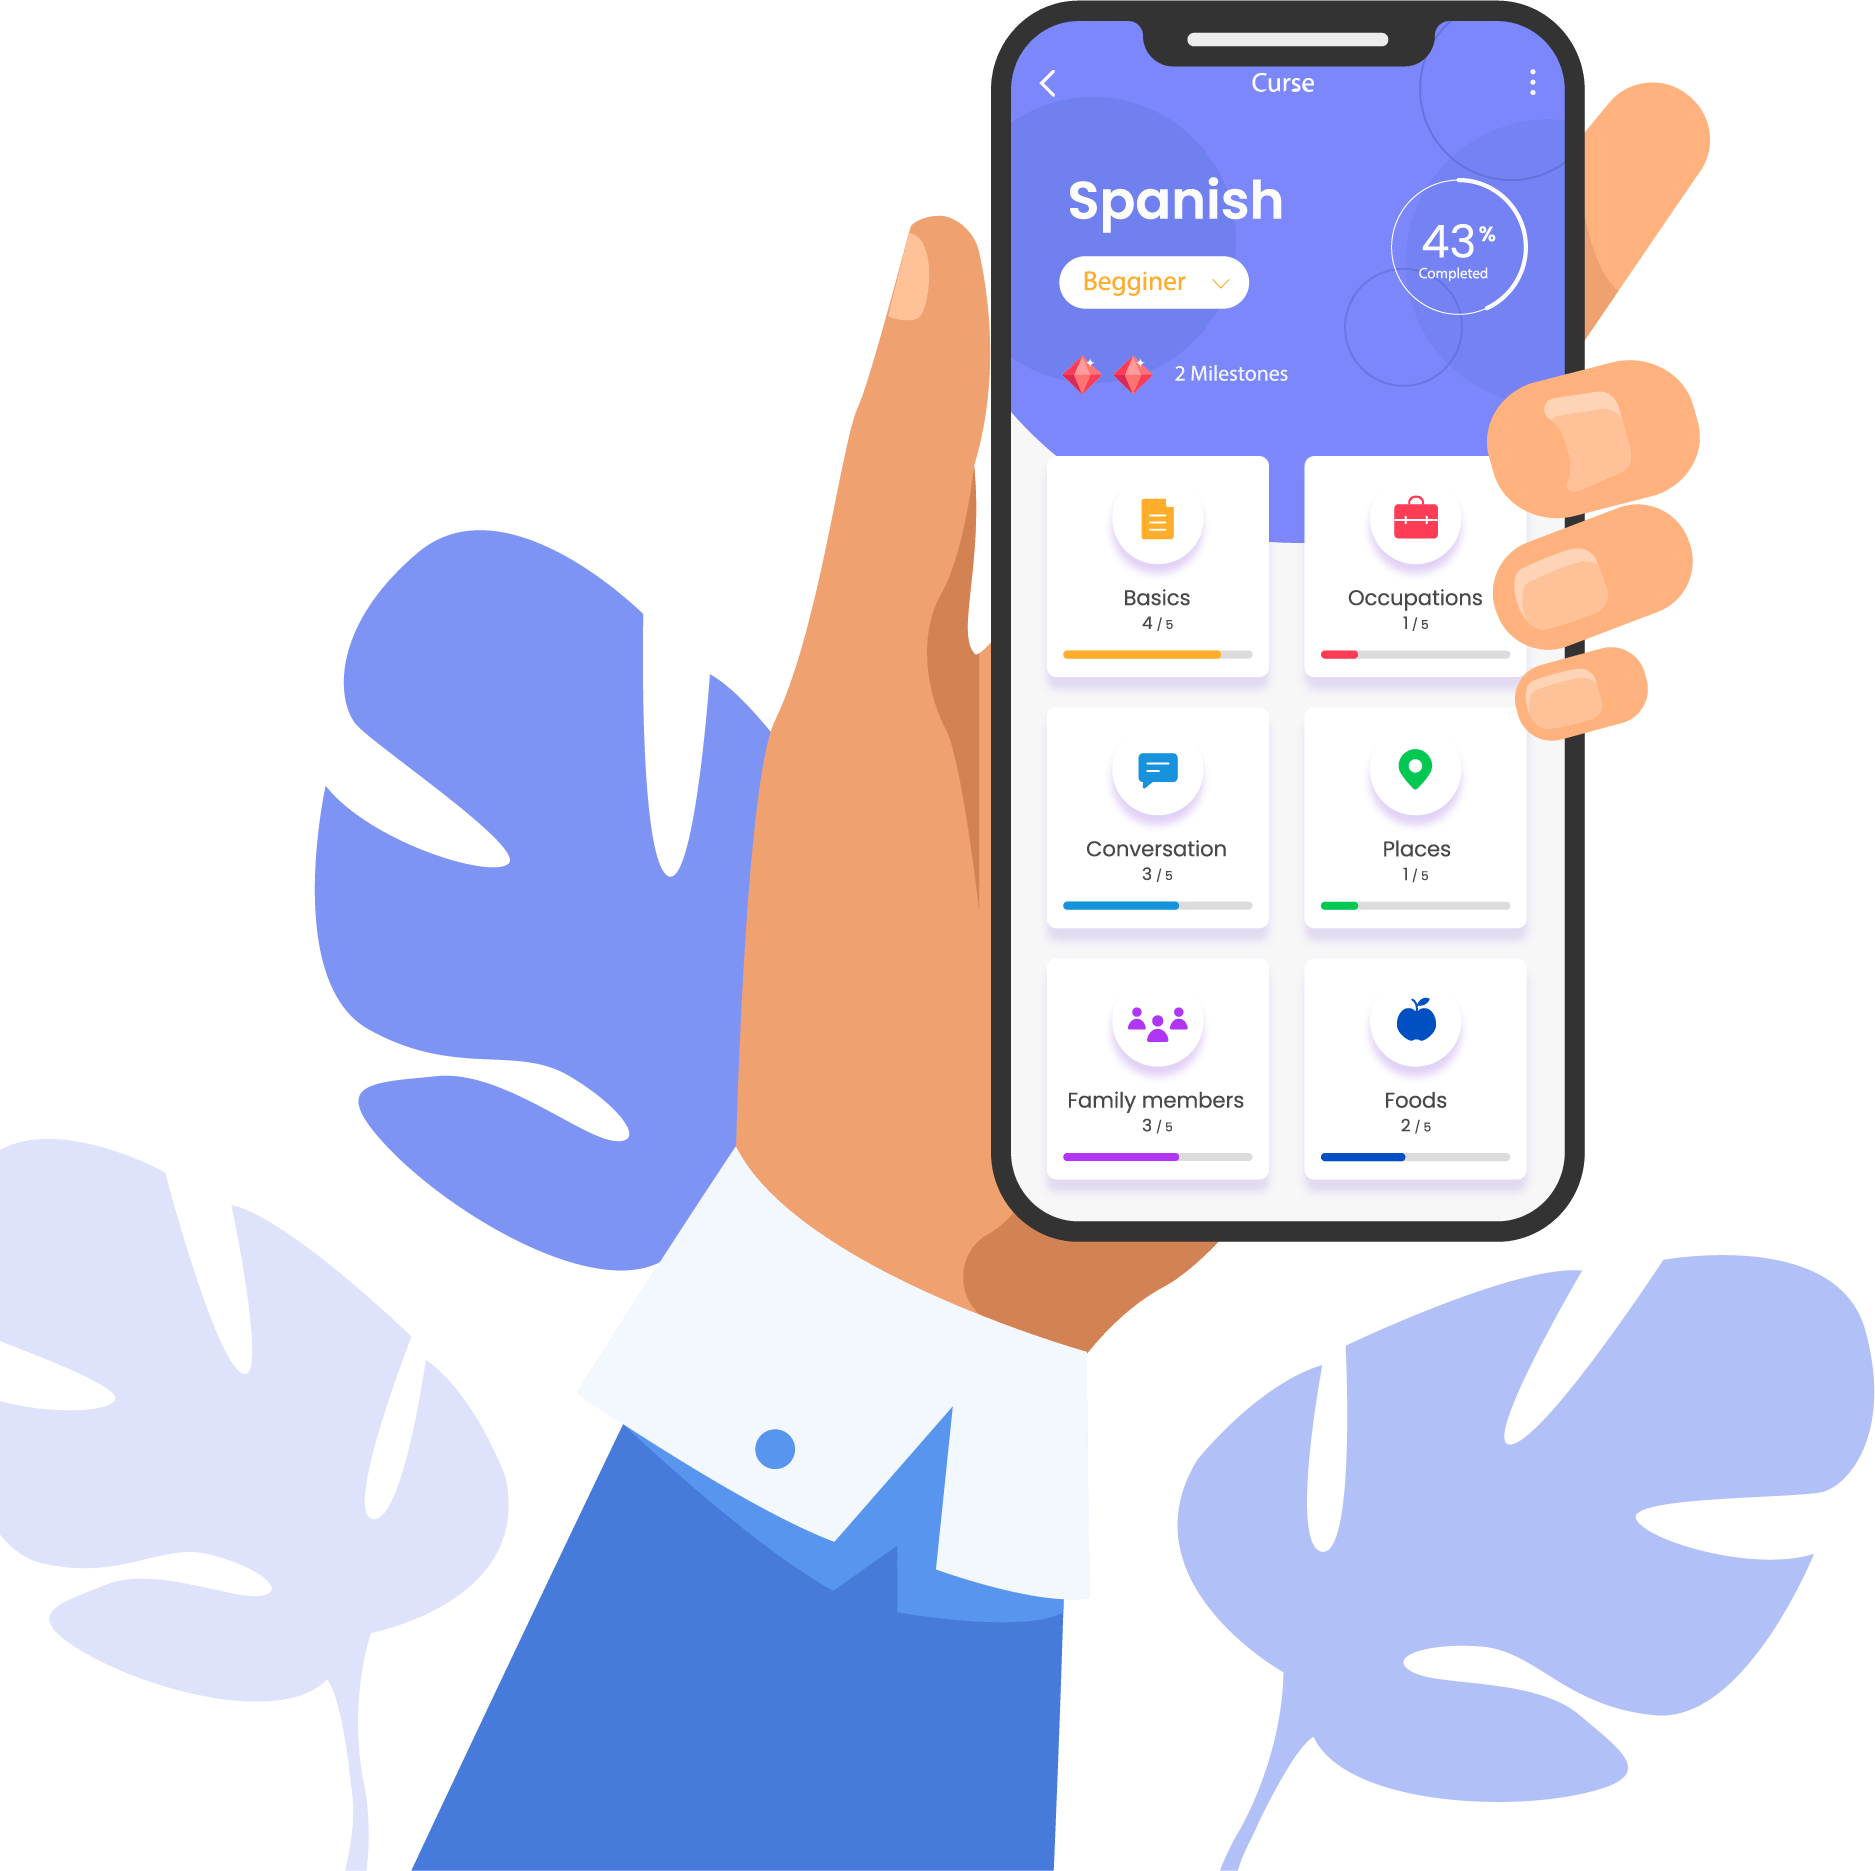 Curse
Spanish
43%
Completed
Begginer
2 Milestones
Basics
4 / 5
Occupations
1 / 5
Conversation
3 / 5
Places
1 / 5
Family members
3 / 5
Foods
2 / 5